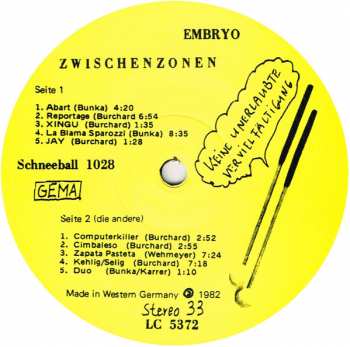 EMBRYO
ZWISCHENZONEN
Seite 1
1. Abart (Bunka) 4:20
2. Reportage (Burchard 6:54
3. XINGU (Burchard) 1:35
4. La Blama Sparozzi (Bunka) 8:35
5. JAY (Burchard) 1:28
KEINE UNERLAUBTE
VERVIELFÄLTIGUNG
Schneeball 1028
GEMA
Seite 2 (die andere)
1. Computerkiller (Burchard) 2:52
2. Cimbaleso (Burchard) 2:55
3. Zapata Pasteta (Wehmeyer) 7:24
4. Kehlig/Selig (Burchard) 7:18
5. Duo (Bunka/Karrer) 1:10
Made in Western Germany Ⓟ 1982
Stereo 33
LC 5372